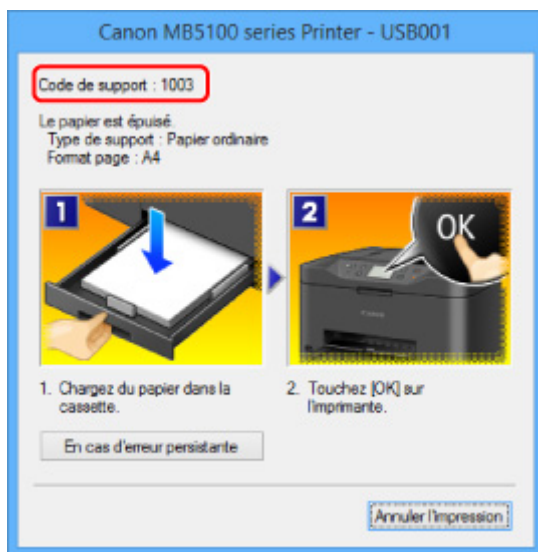 Canon MB5100 series Printer - USB001
Code de support : 1003
Le papier est épuisé.
Type de support : Papier ordinaire
Format page : A4
1
2
OK
Canon
1. Chargez du papier dans la
cassette.
2. Touchez [OK] sur
l'imprimante.
En cas d'erreur persistante
Annuler l'impression